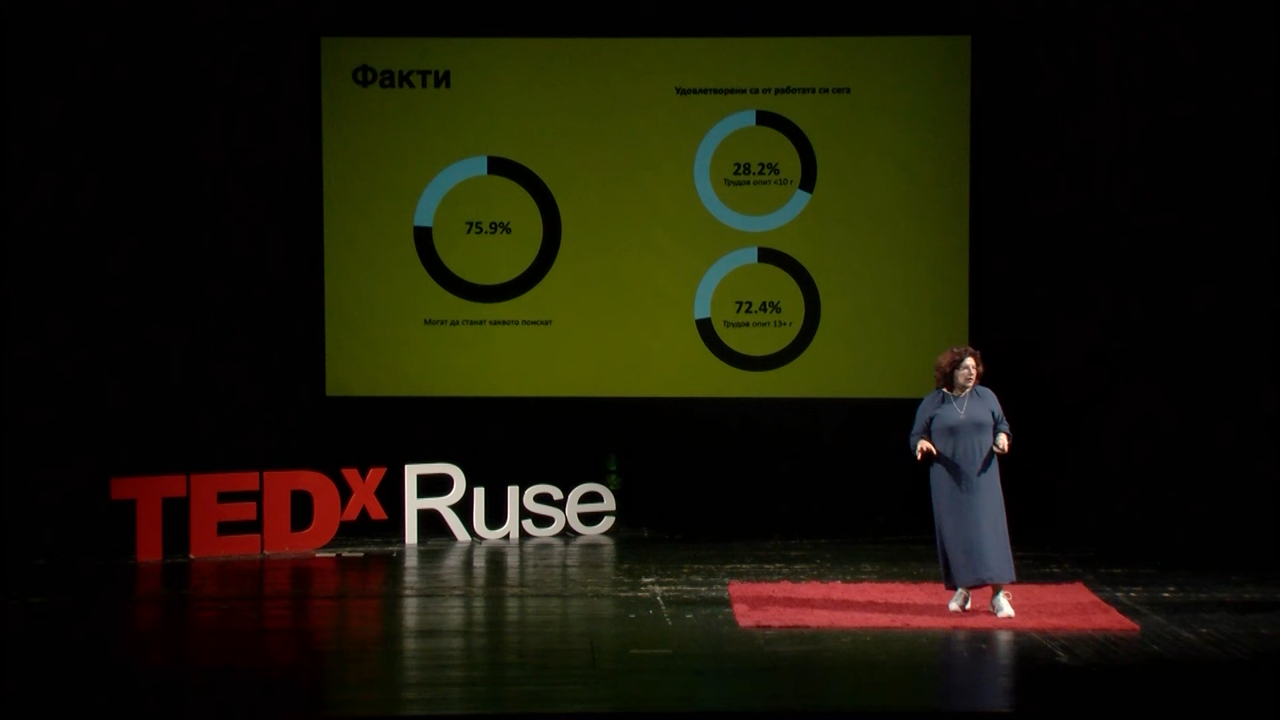 Факти
Удовлетворени са от работата си сега
28.2%
Трудов опит <10 г
75.9%
72.4%
Трудов опит 13+ г
Могат да станат каквото поискат
TEDx Ruse